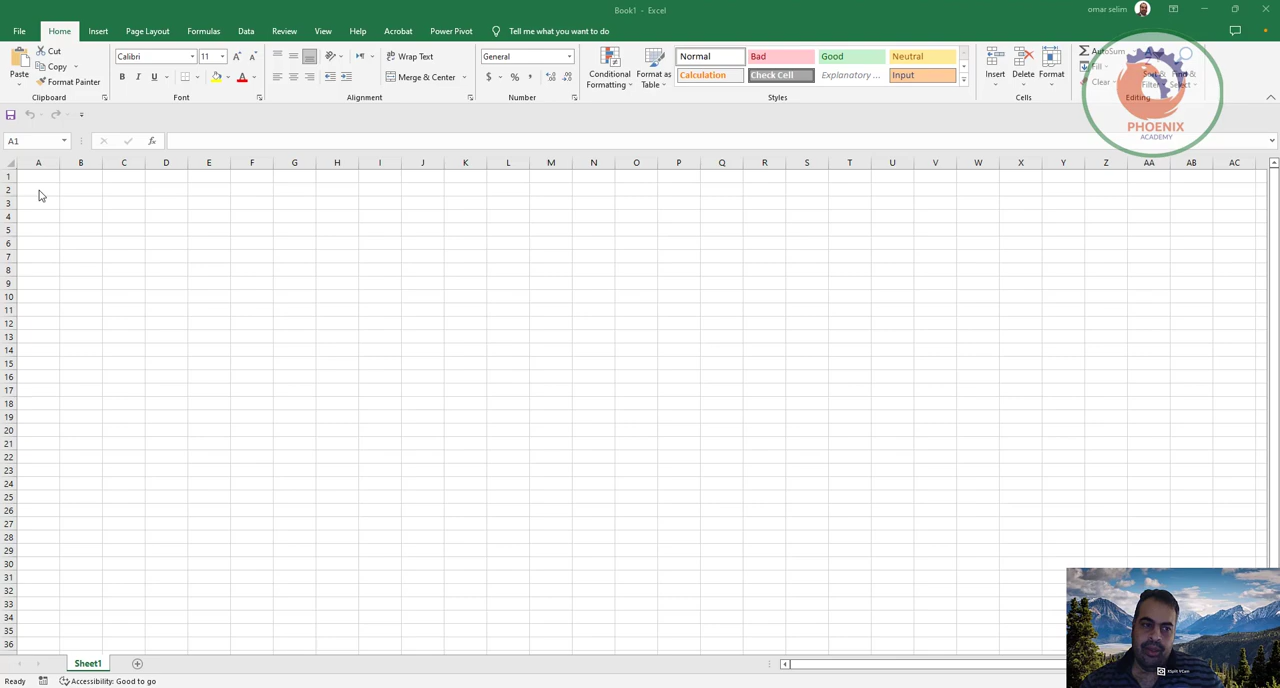 Book1 - Excel
omar selim
File Home Insert Page Layout Formulas Data Review View Help Acrobat Power Pivot Tell me what you want to do
Paste
Cut
Copy
Format Painter
Clipboard
Calibri 11
B I U
Font
Wrap Text
Merge & Center
Alignment
General
$ % ,
Number
Conditional Formatting
Format as Table
Normal Bad Good Neutral
Calculation Check Cell Explanatory ... Input
Styles
Insert Delete Format
Cells
AutoSum
Fill
Clear
Sort & Filter
Find & Select
Editing
PHOENIX
ACADEMY
A1
fx
A B C D E F G H I J K L M N O P Q R S T U V W X Y Z AA AB AC
1
2
3
4
5
6
7
8
9
10
11
12
13
14
15
16
17
18
19
20
21
22
23
24
25
26
27
28
29
30
31
32
33
34
35
36
XSplit VCam
Sheet1
Ready Accessibility: Good to go